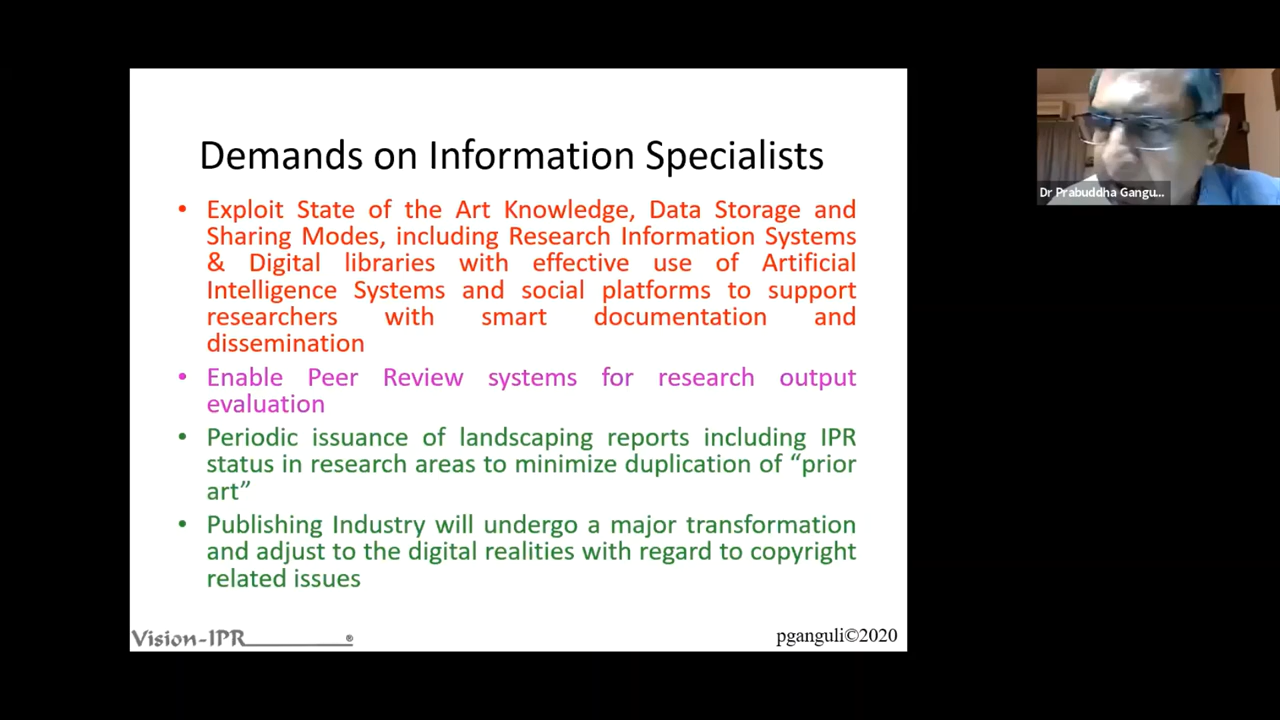 Demands on Information Specialists
• Exploit State of the Art Knowledge, Data Storage and
Sharing Modes, including Research Information Systems
& Digital libraries with effective use of Artificial
Intelligence Systems and social platforms to support
researchers with smart documentation and
dissemination
• Enable Peer Review systems for research output
evaluation
• Periodic issuance of landscaping reports including IPR
status in research areas to minimize duplication of “prior
art”
• Publishing Industry will undergo a major transformation
and adjust to the digital realities with regard to copyright
related issues
Vision-IPR ®
pganguli©2020
Dr Prabuddha Gangu...